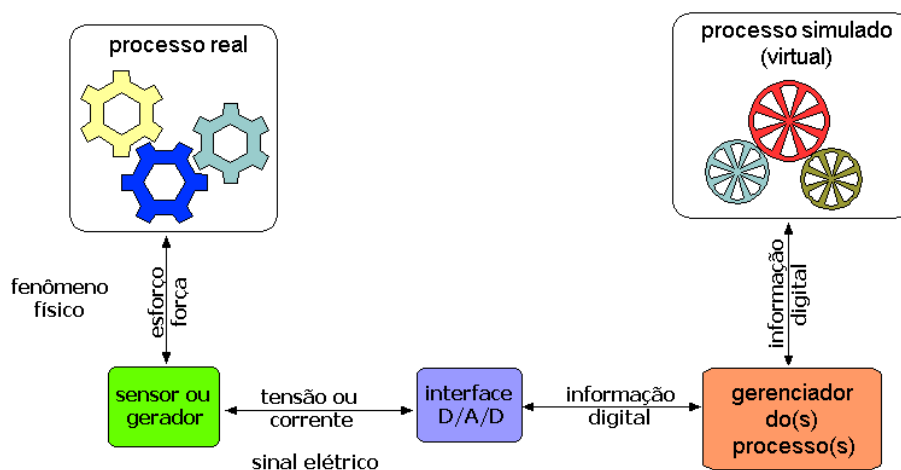 processo real
processo simulado
(virtual)
fenômeno
físico
esforço
força
informação
digital
sensor ou
gerador
tensão ou
corrente
sinal elétrico
interface
D/A/D
informação
digital
gerenciador
do(s)
processo(s)